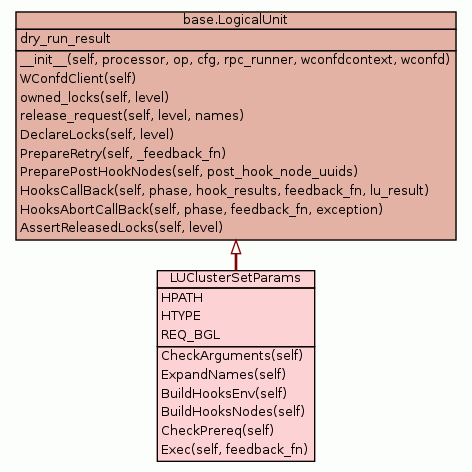 base.LogicalUnit
dry_run_result
__init__(self, processor, op, cfg, rpc_runner, wconfdcontext, wconfd)
WConfdClient(self)
owned_locks(self, level)
release_request(self, level, names)
DeclareLocks(self, level)
PrepareRetry(self, _feedback_fn)
PreparePostHookNodes(self, post_hook_node_uuids)
HooksCallBack(self, phase, hook_results, feedback_fn, lu_result)
HooksAbortCallBack(self, phase, feedback_fn, exception)
AssertReleasedLocks(self, level)
LUClusterSetParams
HPATH
HTYPE
REQ_BGL
CheckArguments(self)
ExpandNames(self)
BuildHooksEnv(self)
BuildHooksNodes(self)
CheckPrereq(self)
Exec(self, feedback_fn)